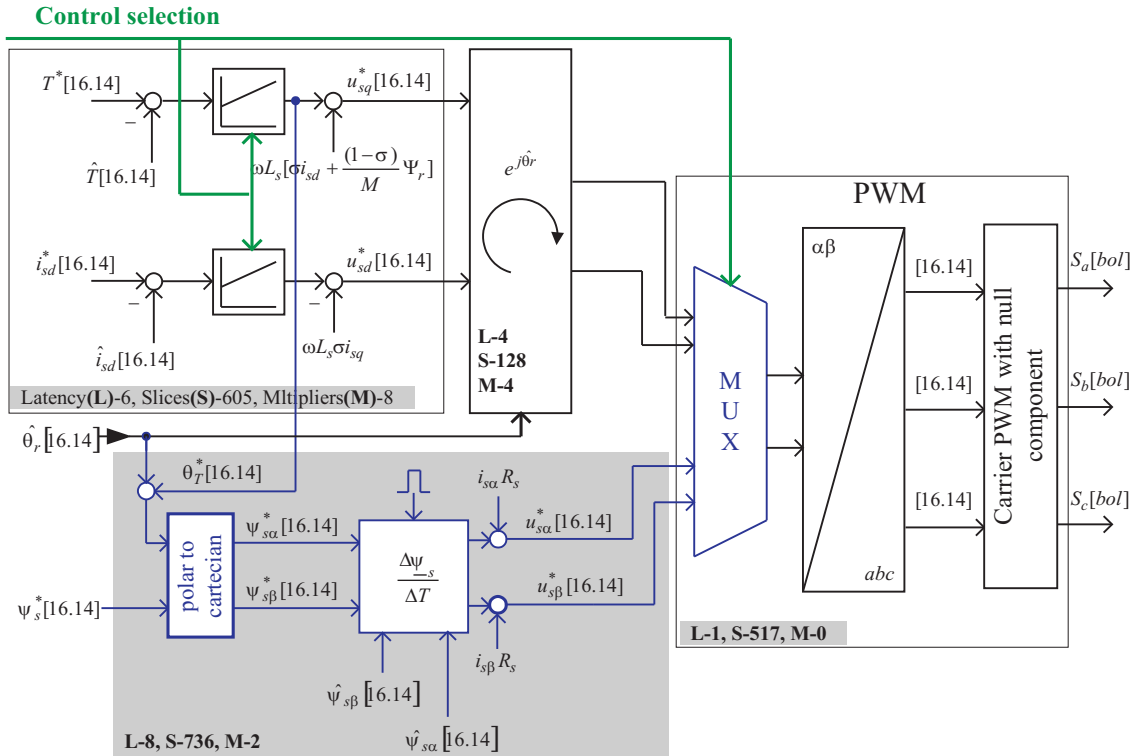 Control selection
T*[16.14]
−
T̂[16.14]
u*sq[16.14]
ωLs[σisd + (1−σ)/M Ψr]
i*sd[16.14]
−
îsd[16.14]
u*sd[16.14]
−
ωLsσisq
Latency(L)-6, Slices(S)-605, Mltipliers(M)-8
e^jθ̂r
L-4
S-128
M-4
PWM
MUX
αβ
abc
[16.14]
[16.14]
[16.14]
Carrier PWM with null
component
Sa[bol]
Sb[bol]
Sc[bol]
L-1, S-517, M-0
θ̂r[16.14]
θ*T[16.14]
ψ*s[16.14]
polar to
cartecian
ψ*sα[16.14]
ψ*sβ[16.14]
Δψs
ΔT
isαRs
u*sα[16.14]
u*sβ[16.14]
isβRs
ψ̂sβ[16.14]
ψ̂sα[16.14]
L-8, S-736, M-2